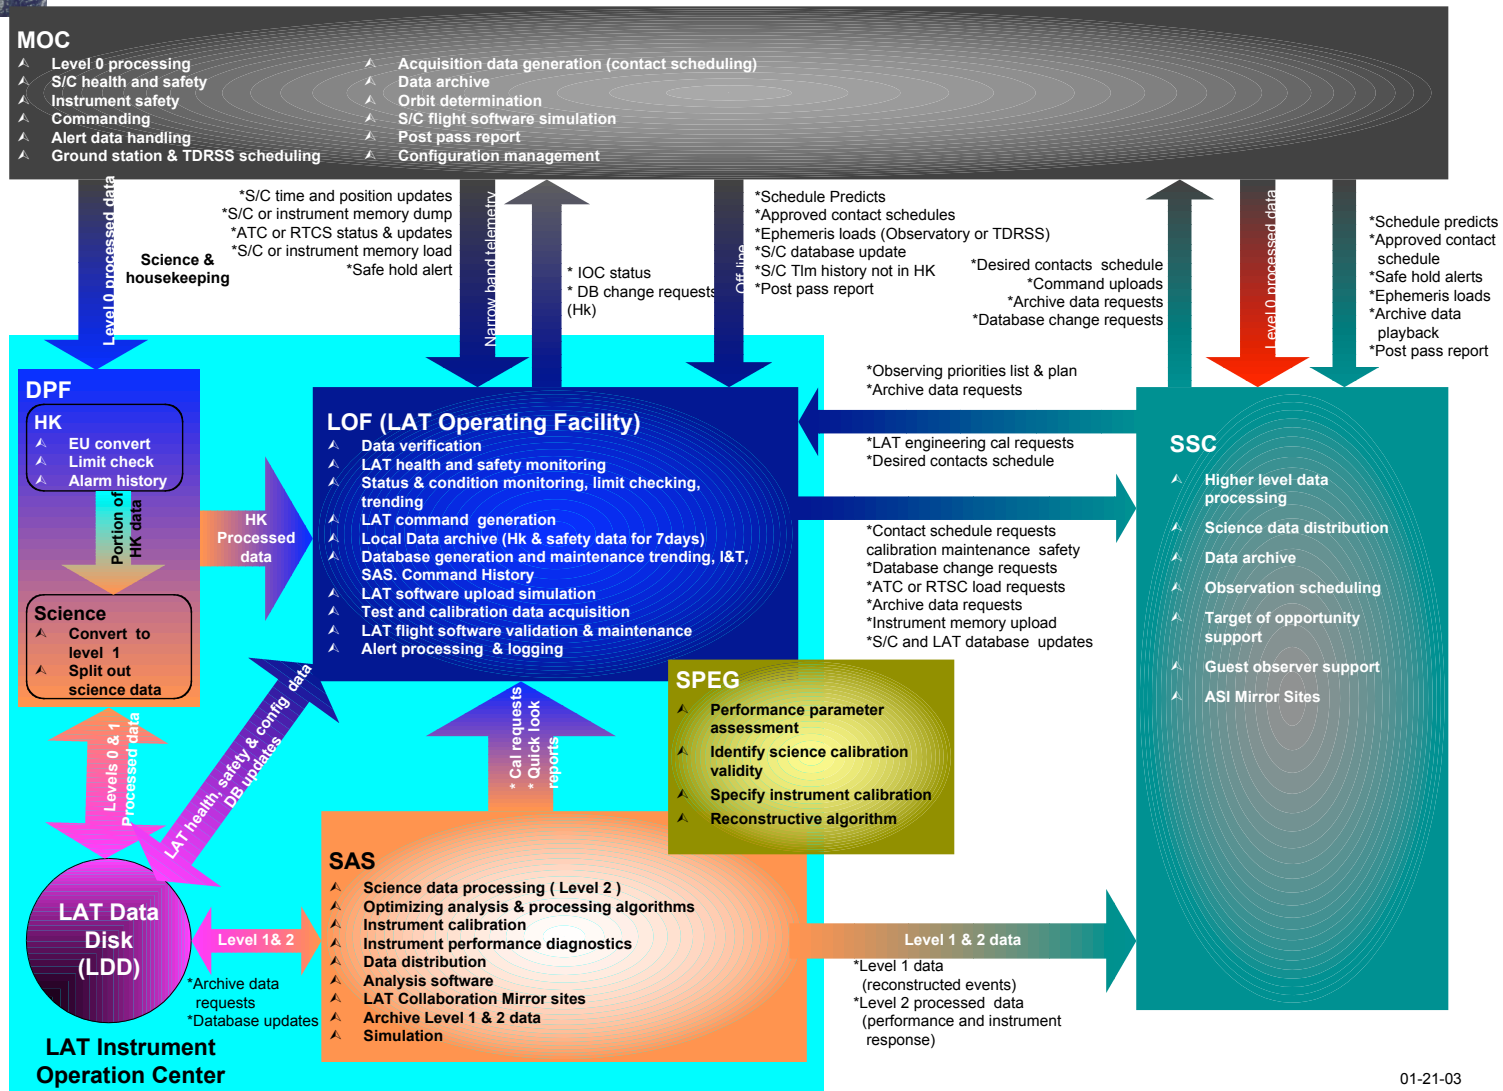 MOC
Level 0 processing
S/C health and safety
Instrument safety
Commanding
Alert data handling
Ground station & TDRSS scheduling
Acquisition data generation (contact scheduling)
Data archive
Orbit determination
S/C flight software simulation
Post pass report
Configuration management
Level 0 processed data
Science &
housekeeping
*S/C time and position updates
*S/C or instrument memory dump
*ATC or RTCS status & updates
*S/C or instrument memory load
*Safe hold alert
Narrow band telemetry
* IOC status
* DB change requests
(Hk)
Off-line
*Schedule Predicts
*Approved contact schedules
*Ephemeris loads (Observatory or TDRSS)
*S/C database update
*S/C Tlm history not in HK
*Post pass report
*Desired contacts schedule
*Command uploads
*Archive data requests
*Database change requests
Level 0 processed data
*Schedule predicts
*Approved contact
schedule
*Safe hold alerts
*Ephemeris loads
*Archive data
playback
*Post pass report
DPF
HK
EU convert
Limit check
Alarm history
Portion of
HK data
Science
Convert to
level 1
Split out
science data
HK
Processed
data
LOF (LAT Operating Facility)
Data verification
LAT health and safety monitoring
Status & condition monitoring, limit checking,
trending
LAT command generation
Local Data archive (Hk & safety data for 7days)
Database generation and maintenance trending, I&T,
SAS. Command History
LAT software upload simulation
Test and calibration data acquisition
LAT flight software validation & maintenance
Alert processing & logging
*Observing priorities list & plan
*Archive data requests
*LAT engineering cal requests
*Desired contacts schedule
*Contact schedule requests
calibration maintenance safety
*Database change requests
*ATC or RTSC load requests
*Archive data requests
*Instrument memory upload
*S/C and LAT database updates
SSC
Higher level data
processing
Science data distribution
Data archive
Observation scheduling
Target of opportunity
support
Guest observer support
ASI Mirror Sites
SPEG
Performance parameter
assessment
Identify science calibration
validity
Specify instrument calibration
Reconstructive algorithm
Levels 0 & 1
Processed data
LAT health, safety & config data
DB updates
* Cal requests
* Quick look
reports
LAT Data
Disk
(LDD)
Level 1& 2
*Archive data
requests
*Database updates
SAS
Science data processing ( Level 2 )
Optimizing analysis & processing algorithms
Instrument calibration
Instrument performance diagnostics
Data distribution
Analysis software
LAT Collaboration Mirror sites
Archive Level 1 & 2 data
Simulation
Level 1 & 2 data
*Level 1 data
(reconstructed events)
*Level 2 processed data
(performance and instrument
response)
LAT Instrument
Operation Center
01-21-03